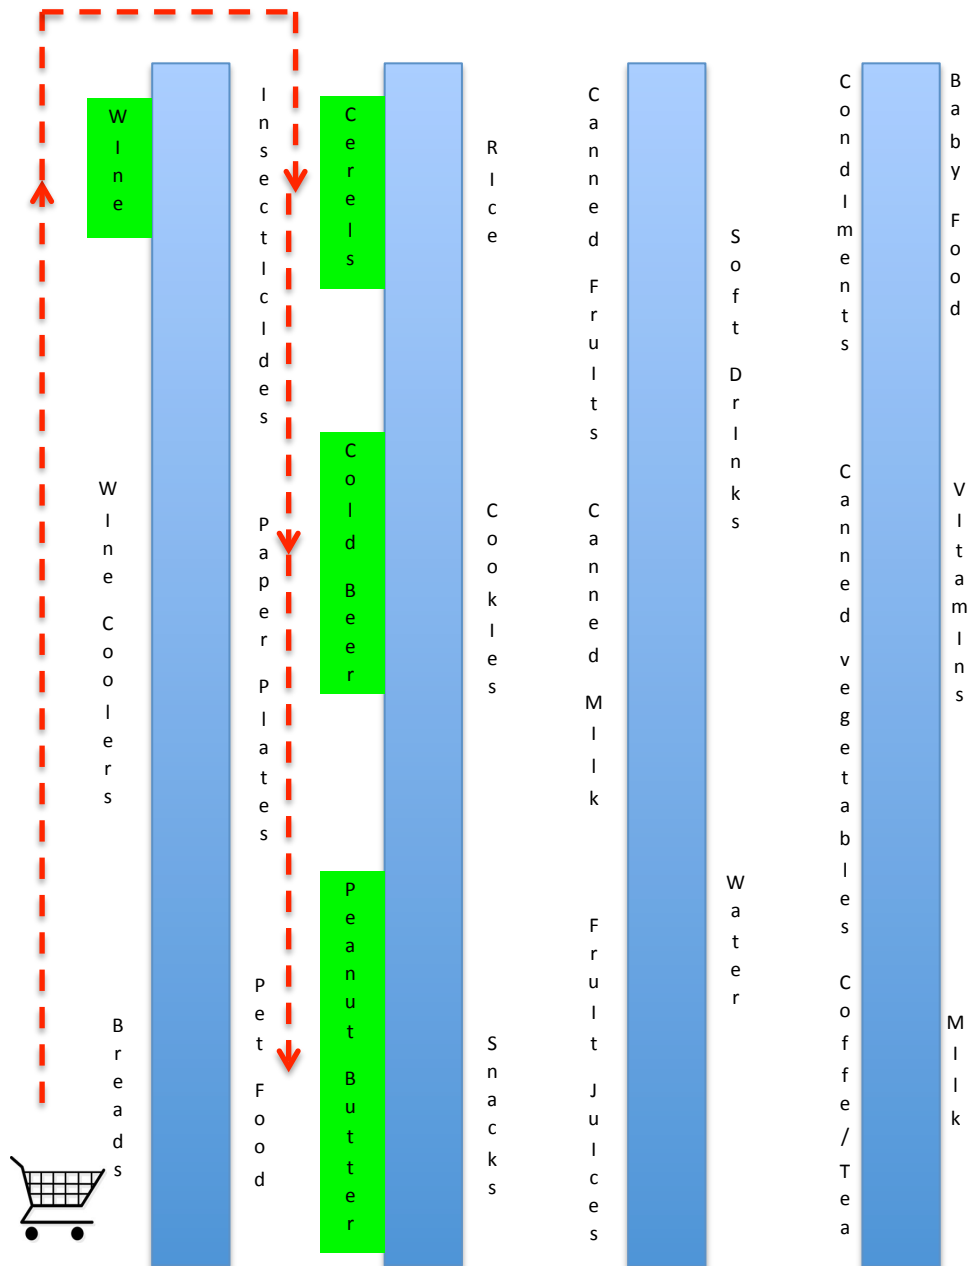 WIne
WIne Coolers
Breads
InsectIcIdes
Paper Plates
Pet Food
Cerels
Cold Beer
Peanut Butter
RIce
CookIes
Snacks
Canned FruIts
Canned MIlk
FruIt JuIces
Soft DrInks
Water
CondIments
Canned vegetables
Coffe/Tea
Baby Food
VItamIns
MIlk